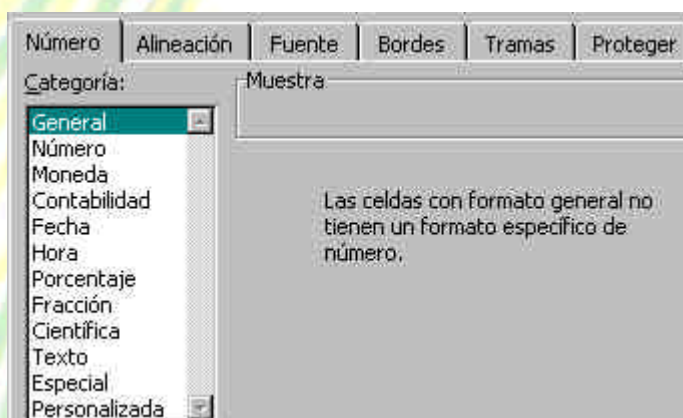 Número Alineación Fuente Bordes Tramas Proteger
Categoría:
Muestra
General
Número
Moneda
Contabilidad
Fecha
Hora
Porcentaje
Fracción
Científica
Texto
Especial
Personalizada
Las celdas con formato general no
tienen un formato específico de
número.